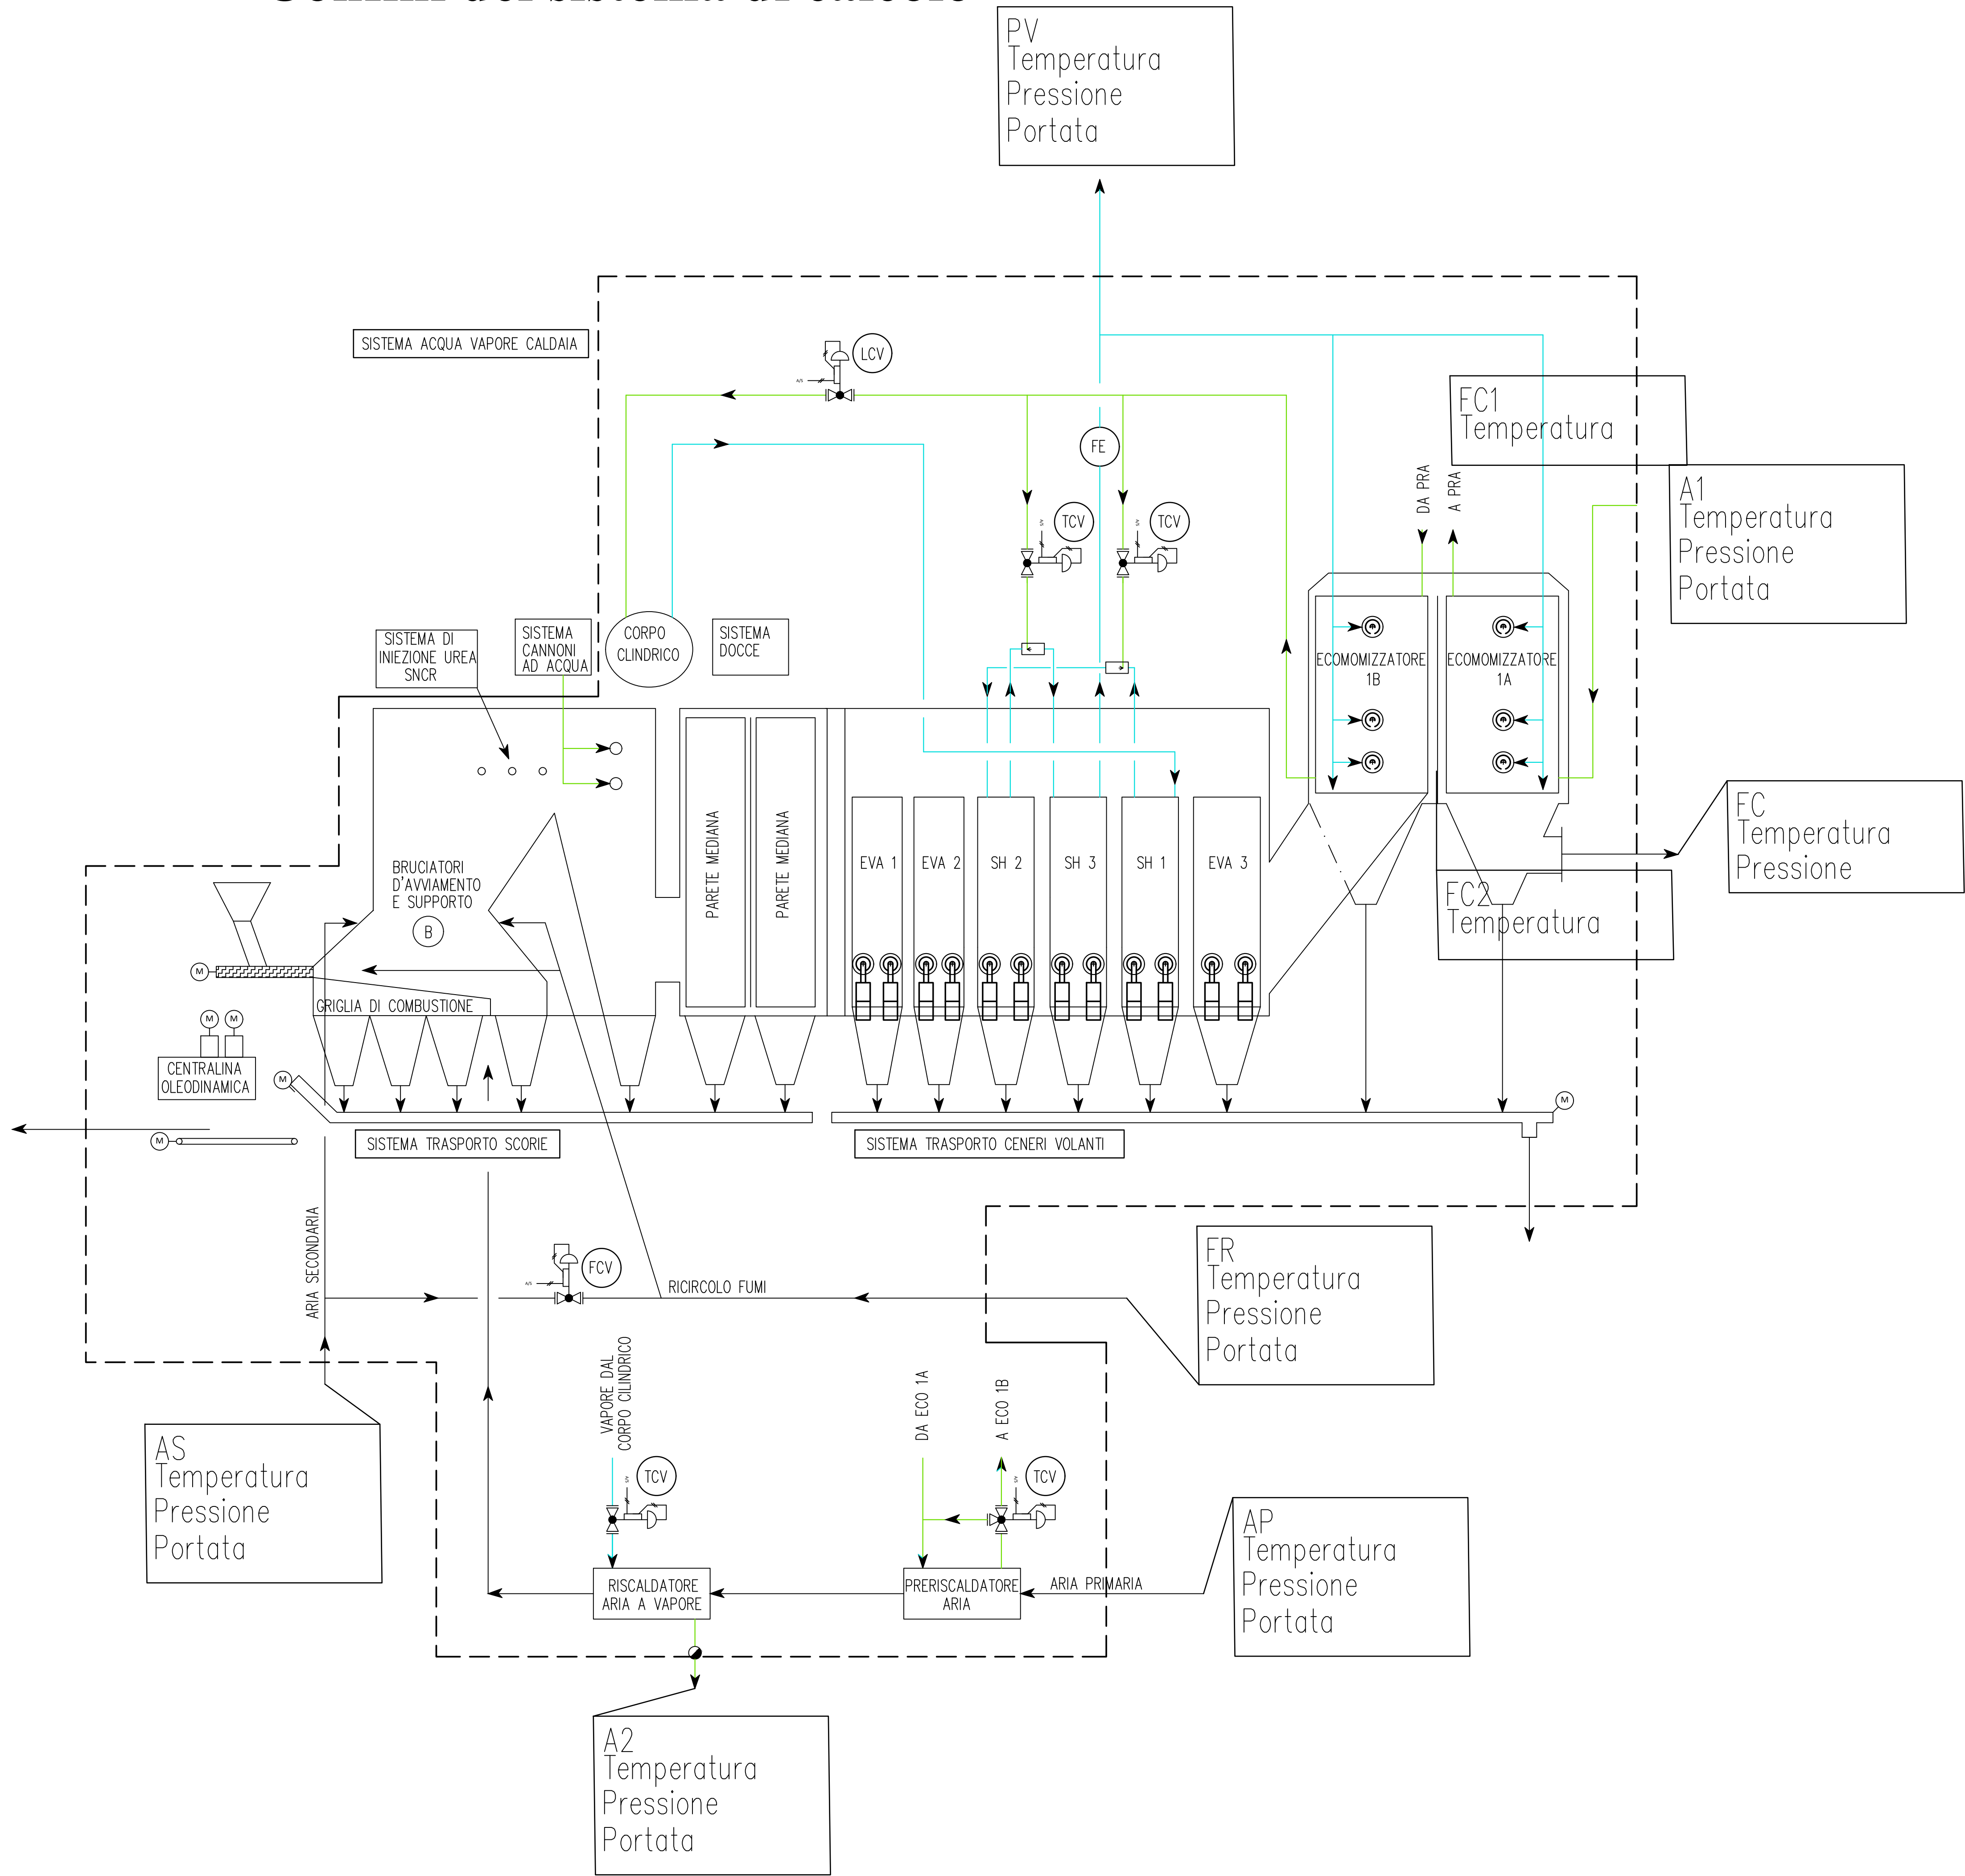 Confini del sistema di calcolo
PV
Temperatura
Pressione
Portata
SISTEMA ACQUA VAPORE CALDAIA
LCV
A/S
FC1
Temperatura
FE
DA PRA
A PRA
A1
Temperatura
Pressione
Portata
TCV
TCV
S/V
S/V
SISTEMA DI
INIEZIONE UREA
SNCR
SISTEMA
CANNONI
AD ACQUA
CORPO
CLINDRICO
SISTEMA
DOCCE
ECOMOMIZZATORE
1B
ECOMOMIZZATORE
1A
PARETE MEDIANA
PARETE MEDIANA
BRUCIATORI
D'AVVIAMENTO
E SUPPORTO
B
EVA 1
EVA 2
SH 2
SH 3
SH 1
EVA 3
FC
Temperatura
Pressione
FC2
Temperatura
M
GRIGLIA DI COMBUSTIONE
M
M
CENTRALINA
OLEODINAMICA
M
M
M
SISTEMA TRASPORTO SCORIE
SISTEMA TRASPORTO CENERI VOLANTI
ARIA SECONDARIA
FCV
A/S
RICIRCOLO FUMI
FR
Temperatura
Pressione
Portata
VAPORE DAL
CORPO CILINDRICO
DA ECO 1A
A ECO 1B
TCV
S/V
TCV
S/V
AS
Temperatura
Pressione
Portata
AP
Temperatura
Pressione
Portata
RISCALDATORE
ARIA A VAPORE
PRERISCALDATORE
ARIA
ARIA PRIMARIA
A2
Temperatura
Pressione
Portata